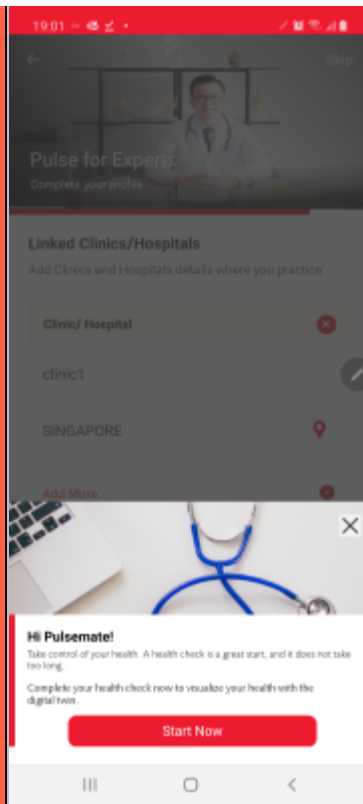 19:01
Skip
Pulse for Experts
Complete your profile
Linked Clinics/Hospitals
Add Clinics and Hospitals details where you practice
Clinic/ Hospital
clinic1
SINGAPORE
Add More
Hi Pulsemate!
Take control of your health. A health check is a great start, and it does not take
too long.
Complete your health check now to visualize your health with the
digital twin.
Start Now